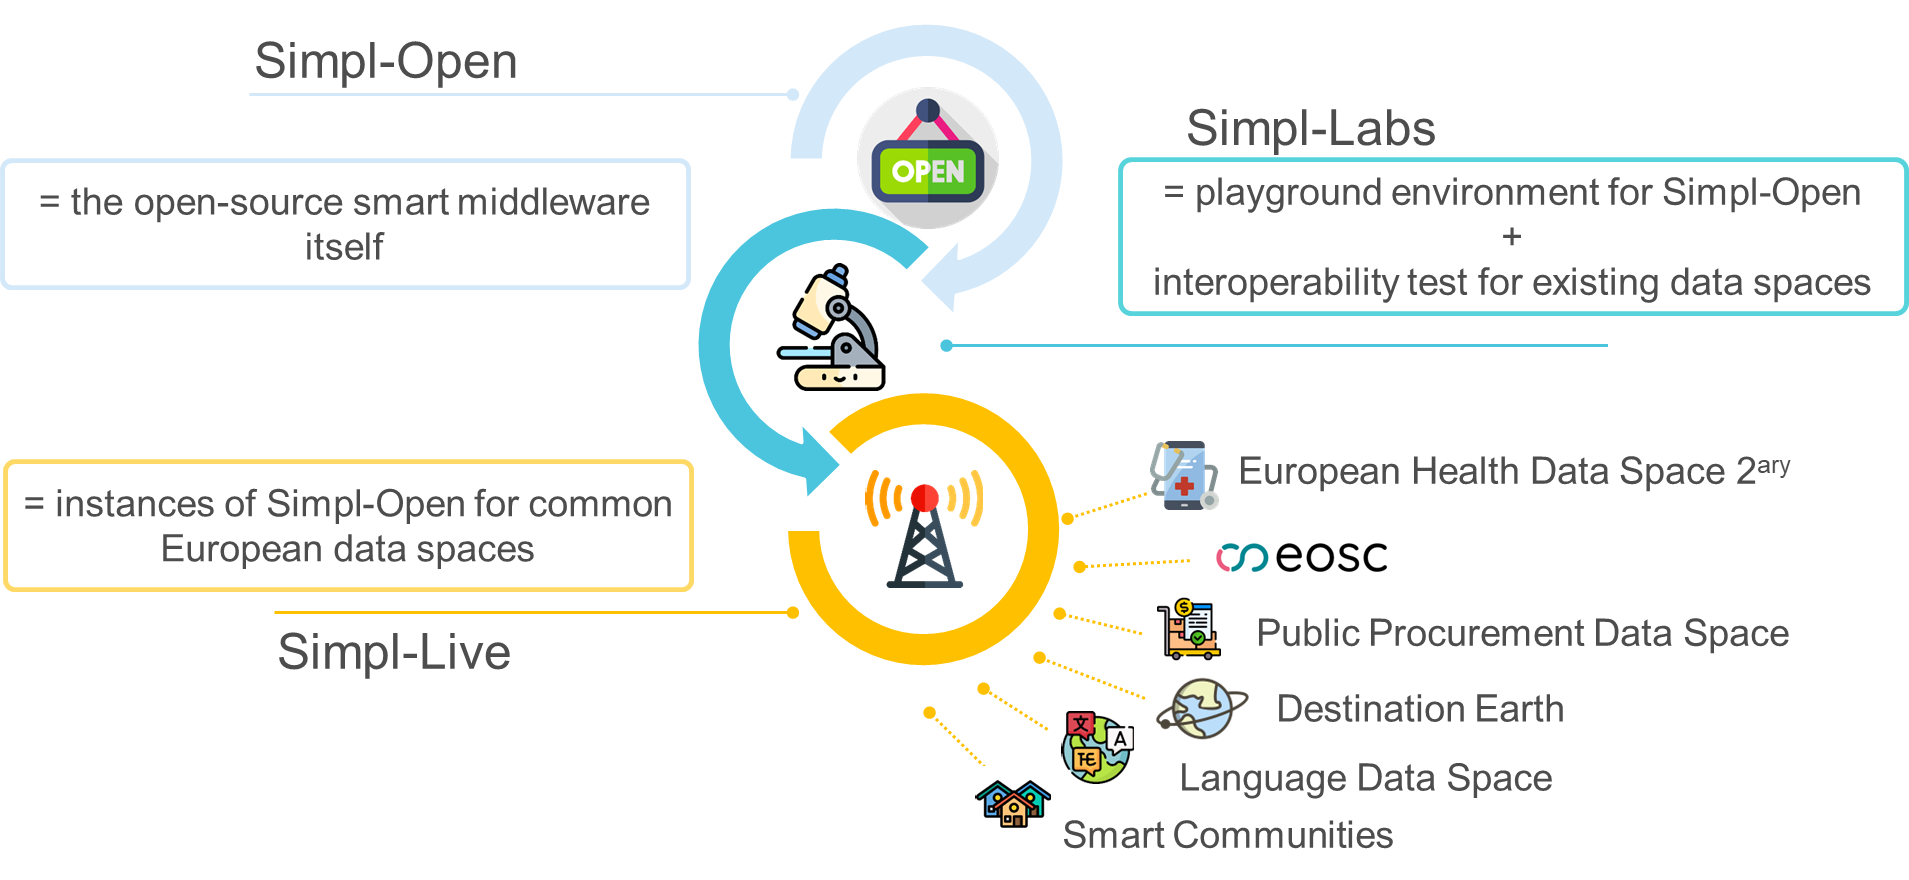 Simpl-Open
OPEN
Simpl-Labs
= the open-source smart middleware
itself
= playground environment for Simpl-Open
+
interoperability test for existing data spaces
= instances of Simpl-Open for common
European data spaces
Simpl-Live
European Health Data Space 2ary
eosc
$
Public Procurement Data Space
Destination Earth
文
A
Language Data Space
Smart Communities